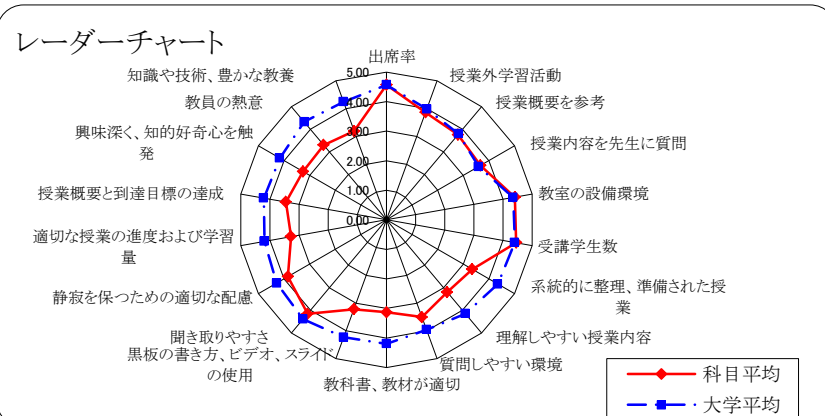 レーダーチャート
出席率
授業外学習活動
授業概要を参考
授業内容を先生に質問
教室の設備環境
受講学生数
系統的に整理、準備された授
業
理解しやすい授業内容
質問しやすい環境
教科書、教材が適切
黒板の書き方、ビデオ、スライド
の使用
聞き取りやすさ
静寂を保つための適切な配慮
適切な授業の進度および学習
量
授業概要と到達目標の達成
興味深く、知的好奇心を触
発
教員の熱意
知識や技術、豊かな教養
5.00
4.00
3.00
2.00
1.00
0.00
科目平均
大学平均